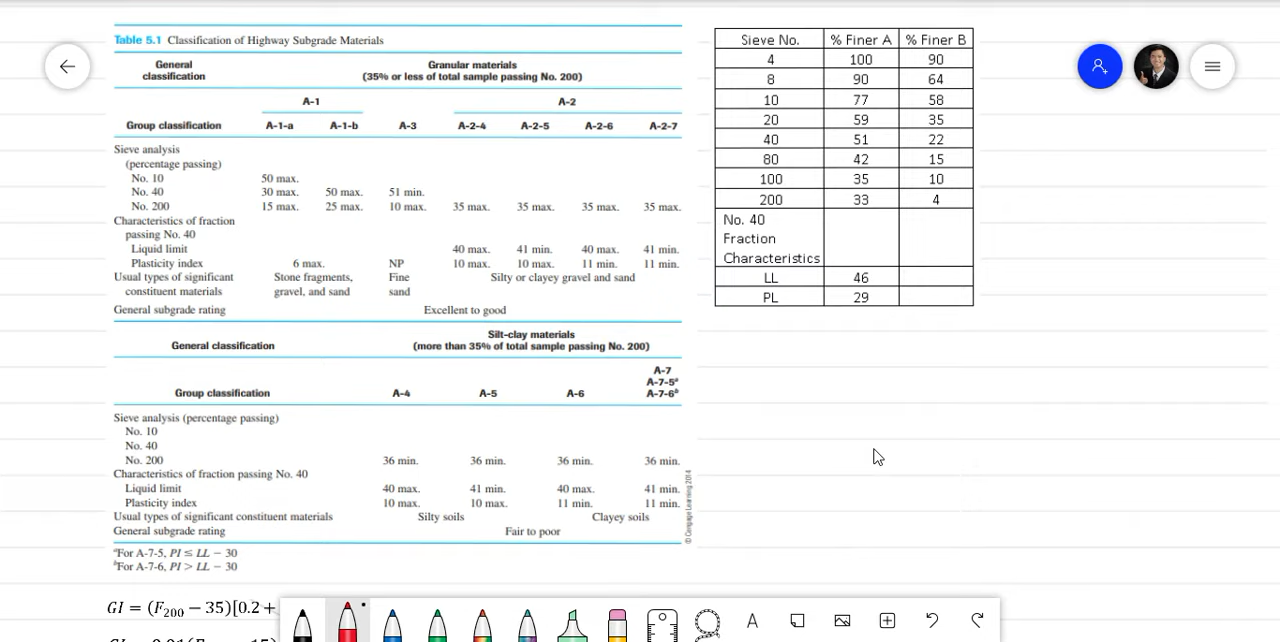 Table 5.1 Classification of Highway Subgrade Materials
General classification
Granular materials
(35% or less of total sample passing No. 200)
A-1 A-2
Group classification A-1-a A-1-b A-3 A-2-4 A-2-5 A-2-6 A-2-7
Sieve analysis
(percentage passing)
No. 10 50 max.
No. 40 30 max. 50 max. 51 min.
No. 200 15 max. 25 max. 10 max. 35 max. 35 max. 35 max. 35 max.
Characteristics of fraction
passing No. 40
Liquid limit 40 max. 41 min. 40 max. 41 min.
Plasticity index 6 max. NP 10 max. 10 max. 11 min. 11 min.
Usual types of significant Stone fragments, Fine Silty or clayey gravel and sand
constituent materials gravel, and sand sand
General subgrade rating Excellent to good
General classification
Silt-clay materials
(more than 35% of total sample passing No. 200)
A-7
A-7-5ᵃ
Group classification A-4 A-5 A-6 A-7-6ᵇ
Sieve analysis (percentage passing)
No. 10
No. 40
No. 200 36 min. 36 min. 36 min. 36 min.
Characteristics of fraction passing No. 40
Liquid limit 40 max. 41 min. 40 max. 41 min.
Plasticity index 10 max. 10 max. 11 min. 11 min.
Usual types of significant constituent materials Silty soils Clayey soils
General subgrade rating Fair to poor
© Cengage Learning 2014
ᵃFor A-7-5, PI ≤ LL − 30
ᵇFor A-7-6, PI > LL − 30
GI = (F₂₀₀ − 35)[0.2 +
Sieve No. % Finer A % Finer B
4 100 90
8 90 64
10 77 58
20 59 35
40 51 22
80 42 15
100 35 10
200 33 4
No. 40
Fraction
Characteristics
LL 46
PL 29
A